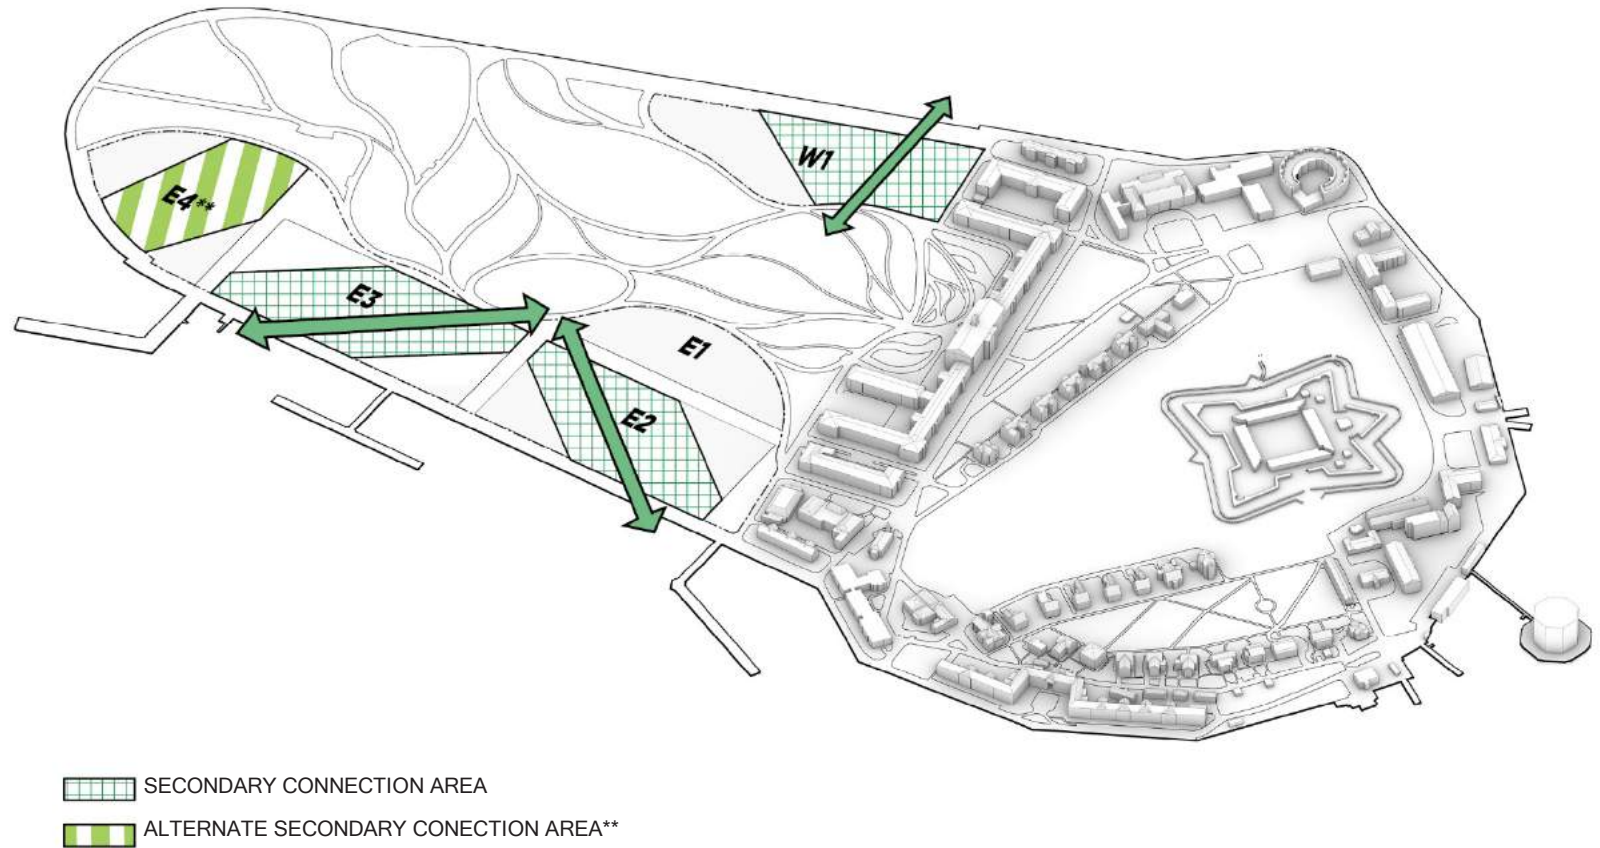 W1
E4**
E3
E1
E2
SECONDARY CONNECTION AREA
ALTERNATE SECONDARY CONECTION AREA**